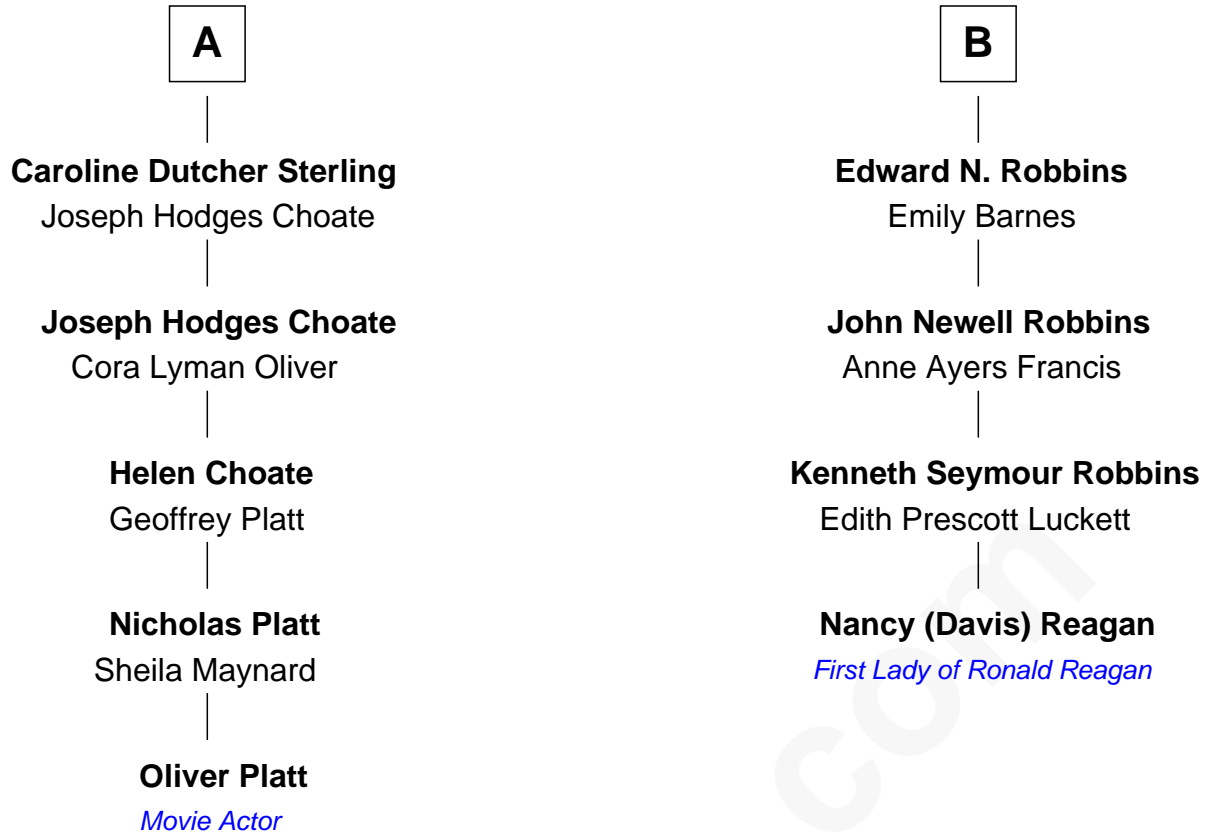 A
Caroline Dutcher Sterling
Joseph Hodges Choate
Joseph Hodges Choate
Cora Lyman Oliver
Helen Choate
Geoffrey Platt
Nicholas Platt
Sheila Maynard
Oliver Platt
Movie Actor
B
Edward N. Robbins
Emily Barnes
John Newell Robbins
Anne Ayers Francis
Kenneth Seymour Robbins
Edith Prescott Luckett
Nancy (Davis) Reagan
First Lady of Ronald Reagan
com